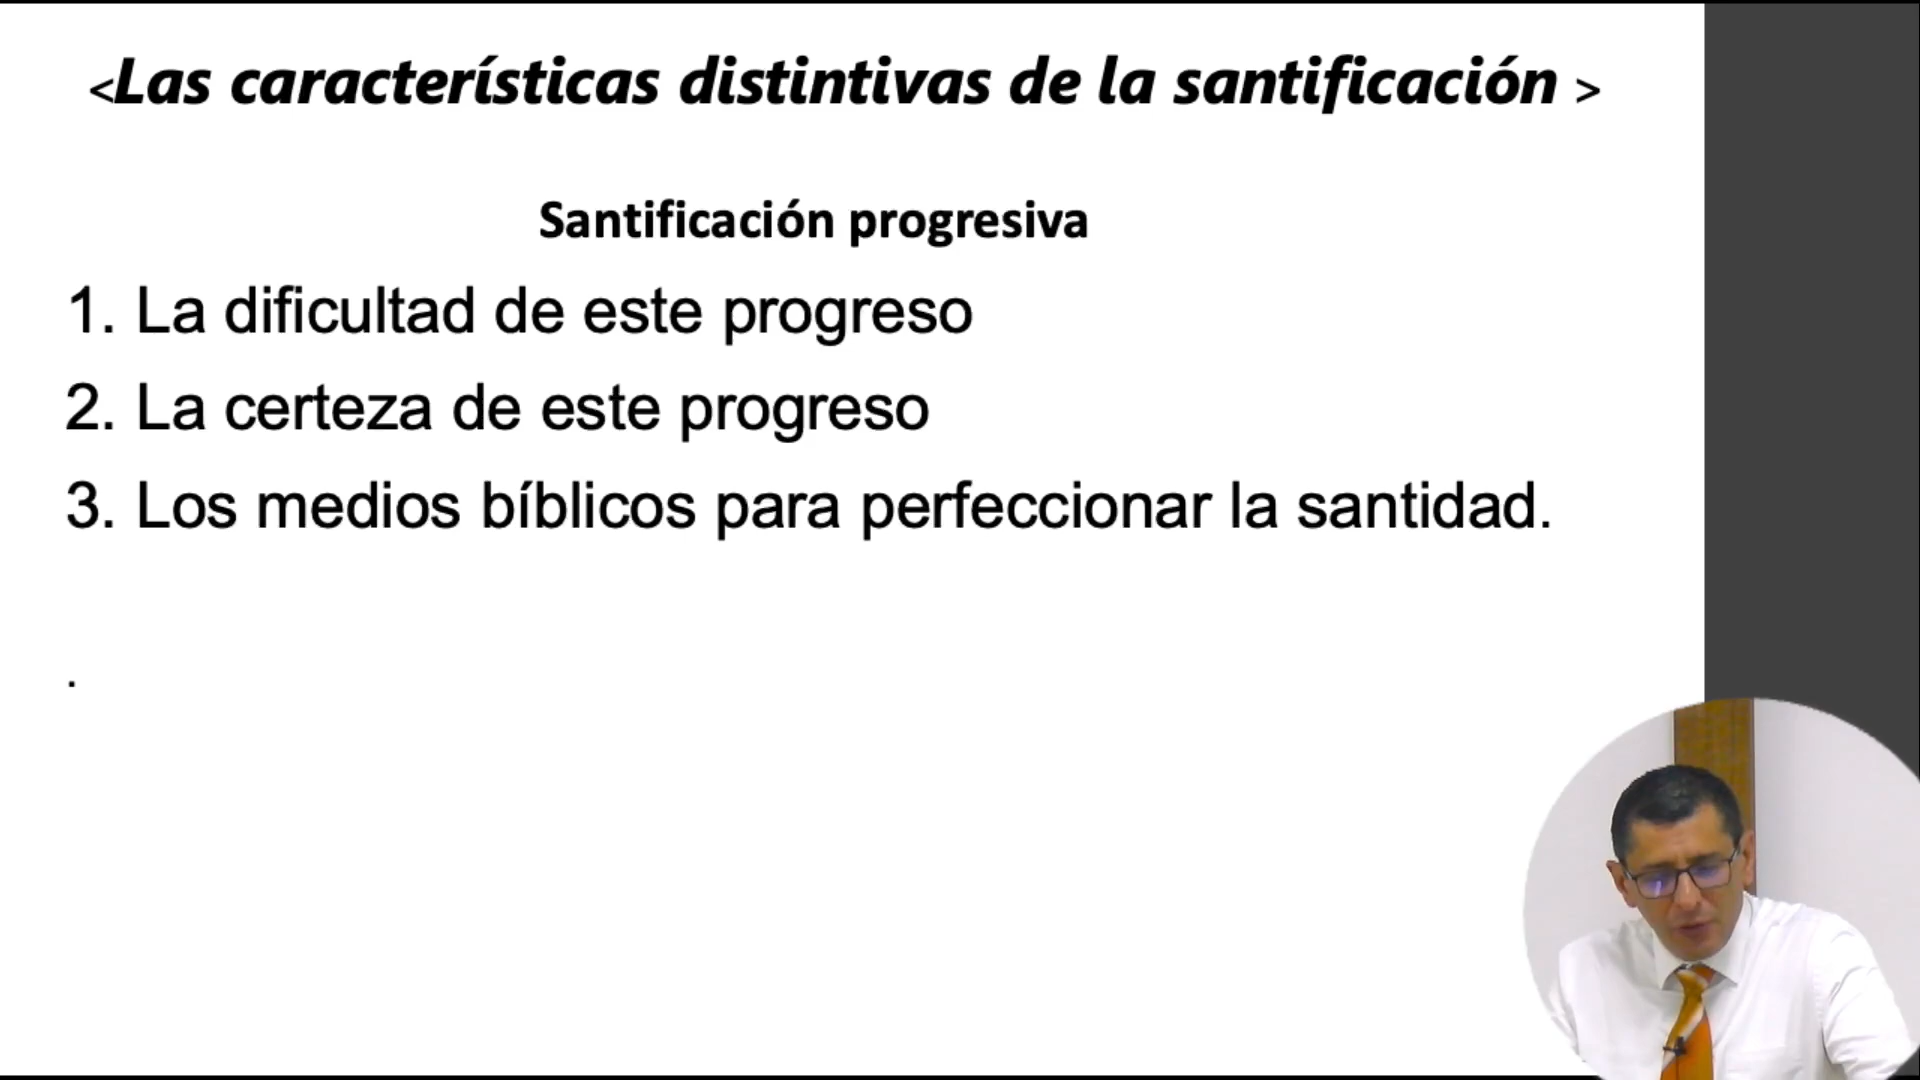 <Las características distintivas de la santificación >
Santificación progresiva
1. La dificultad de este progreso
2. La certeza de este progreso
3. Los medios bíblicos para perfeccionar la santidad.
.